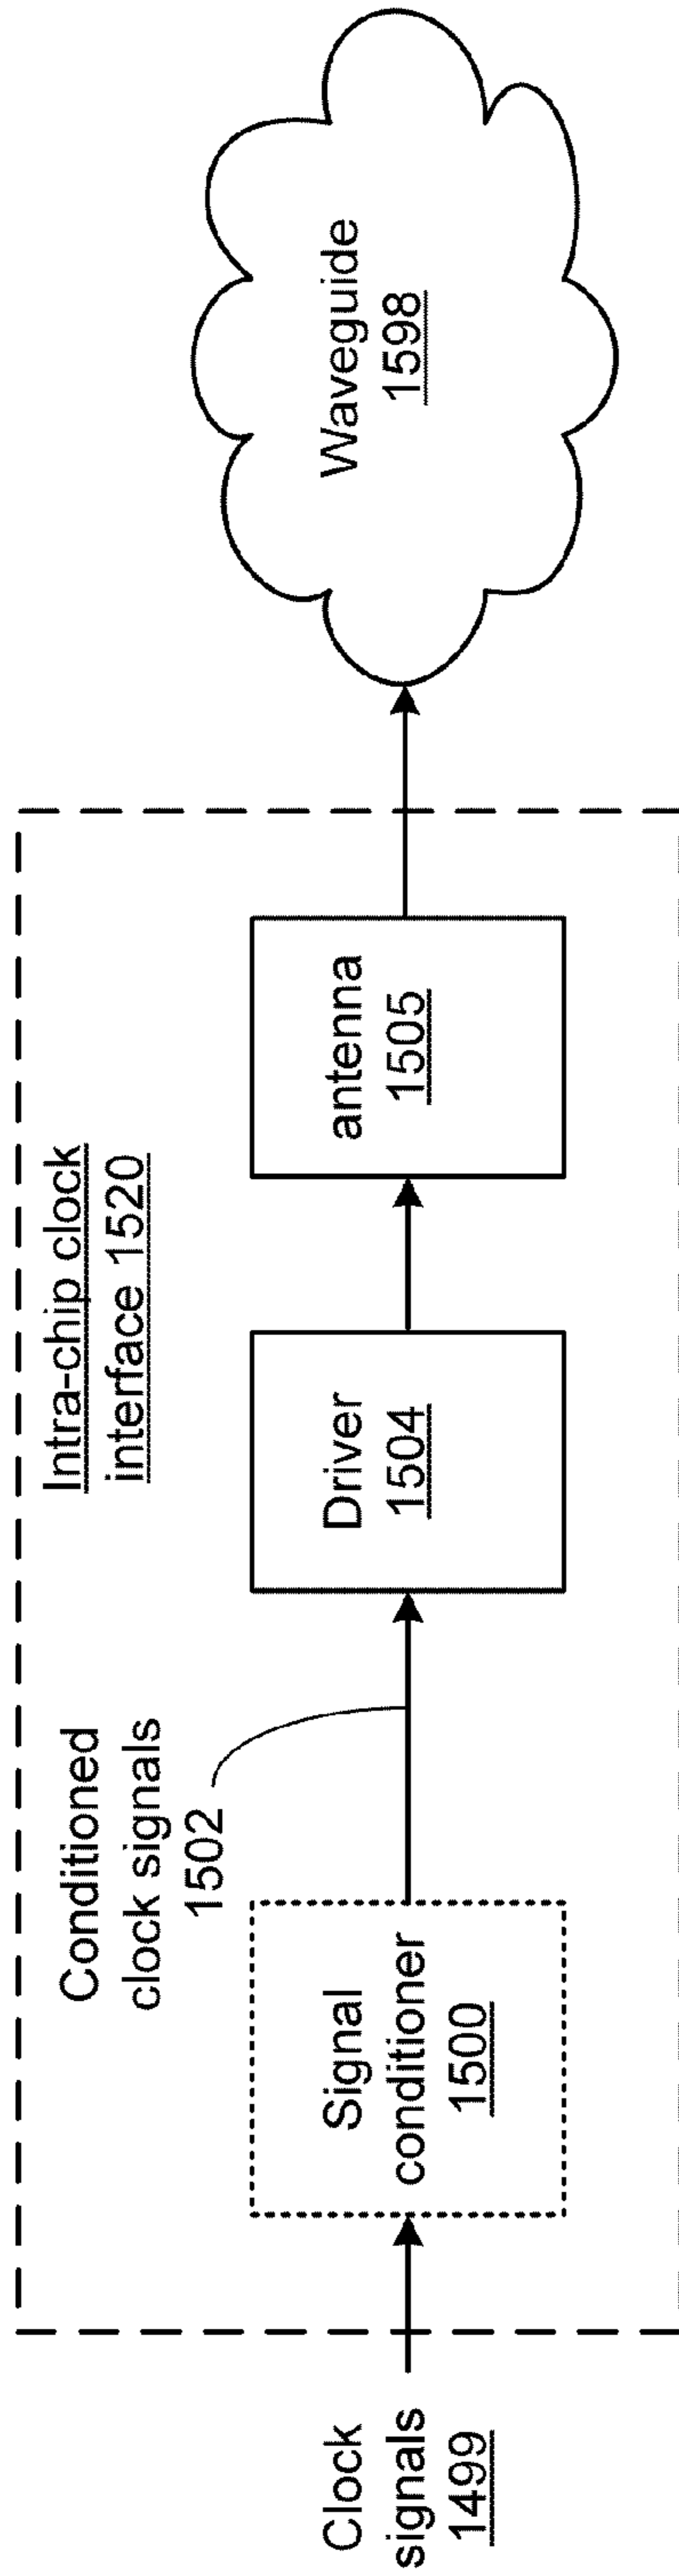 Clock
signals
1499
Signal
conditioner
1500
Conditioned
clock signals
1502
Driver
1504
Intra-chip clock
interface 1520
antenna
1505
Waveguide
1598